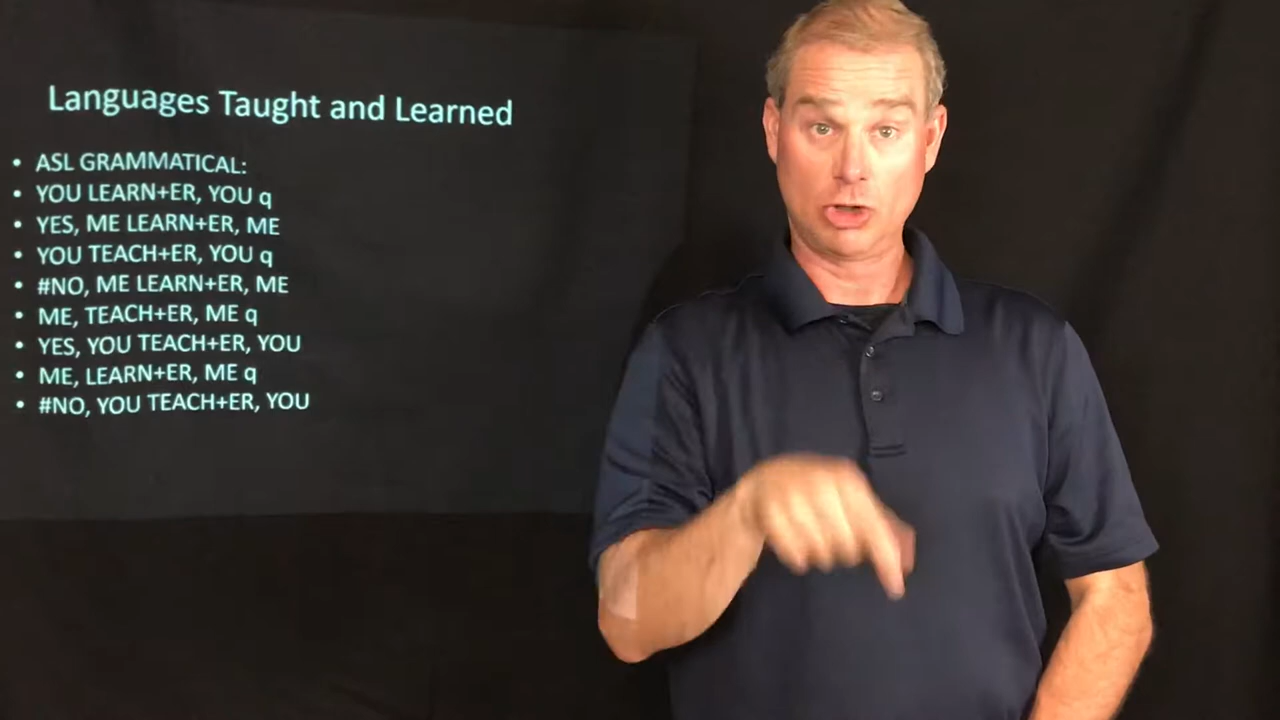 Languages Taught and Learned
• ASL GRAMMATICAL:
• YOU LEARN+ER, YOU q
• YES, ME LEARN+ER, ME
• YOU TEACH+ER, YOU q
• #NO, ME LEARN+ER, ME
• ME, TEACH+ER, ME q
• YES, YOU TEACH+ER, YOU
• ME, LEARN+ER, ME q
• #NO, YOU TEACH+ER, YOU